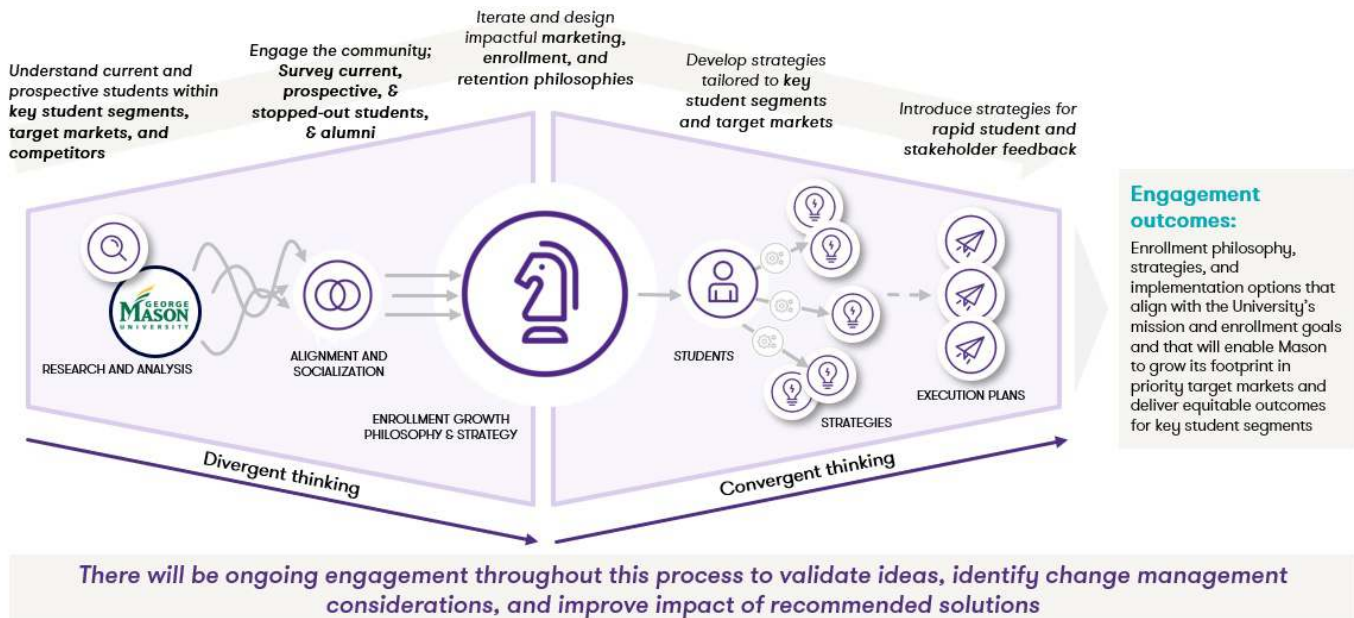 Understand current and
prospective students within
key student segments,
target markets, and
competitors
Engage the community;
Survey current,
prospective, &
stopped-out students,
& alumni
Iterate and design
impactful marketing,
enrollment, and
retention philosophies
Develop strategies
tailored to key
student segments
and target markets
Introduce strategies for
rapid student and
stakeholder feedback
GEORGE
MASON
UNIVERSITY
RESEARCH AND ANALYSIS
ALIGNMENT AND
SOCIALIZATION
ENROLLMENT GROWTH
PHILOSOPHY & STRATEGY
STUDENTS
STRATEGIES
EXECUTION PLANS
Divergent thinking
Convergent thinking
Engagement
outcomes:
Enrollment philosophy,
strategies, and
implementation options that
align with the University's
mission and enrollment goals
and that will enable Mason
to grow its footprint in
priority target markets and
deliver equitable outcomes
for key student segments
There will be ongoing engagement throughout this process to validate ideas, identify change management
considerations, and improve impact of recommended solutions